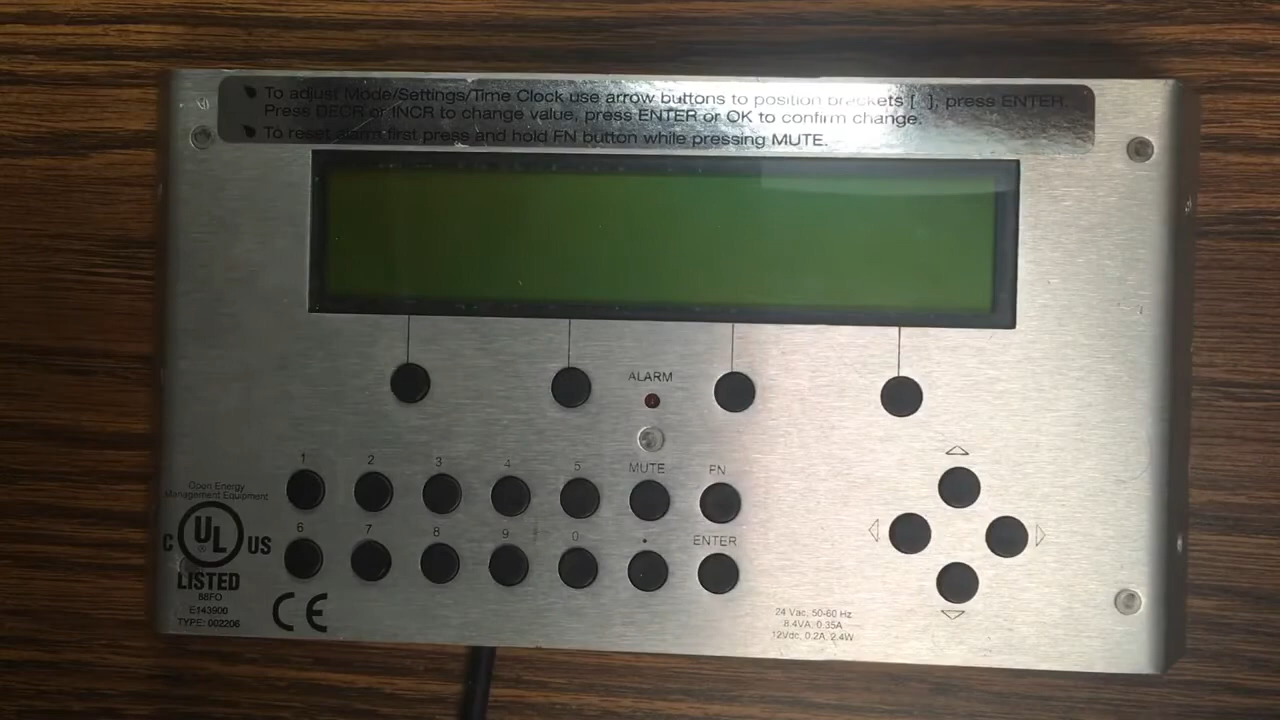 To adjust Mode/Settings/Time Clock use arrow buttons to position brackets [ ], press ENTER.
Press DECR or INCR to change value, press ENTER or OK to confirm change.
To reset alarm first press and hold FN button while pressing MUTE.
ALARM
1 2 3 4 5 MUTE FN
6 7 8 9 0 . ENTER
Open Energy
Management Equipment
C UL ® US
LISTED
88FO
E143900
TYPE: 002206
CE
24 Vac, 50-60 Hz
8.4VA, 0.35A
12Vdc, 0.2A, 2.4W